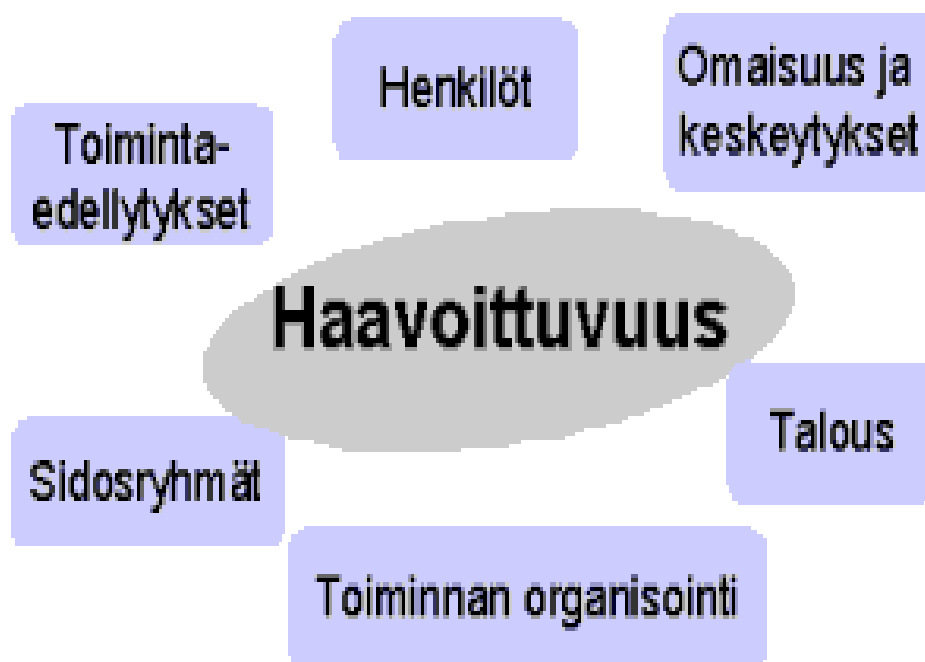 Henkilöt
Omaisuus ja
keskeytykset
Toiminta-
edellytykset
Haavoittuvuus
Talous
Sidosryhmät
Toiminnan organisointi